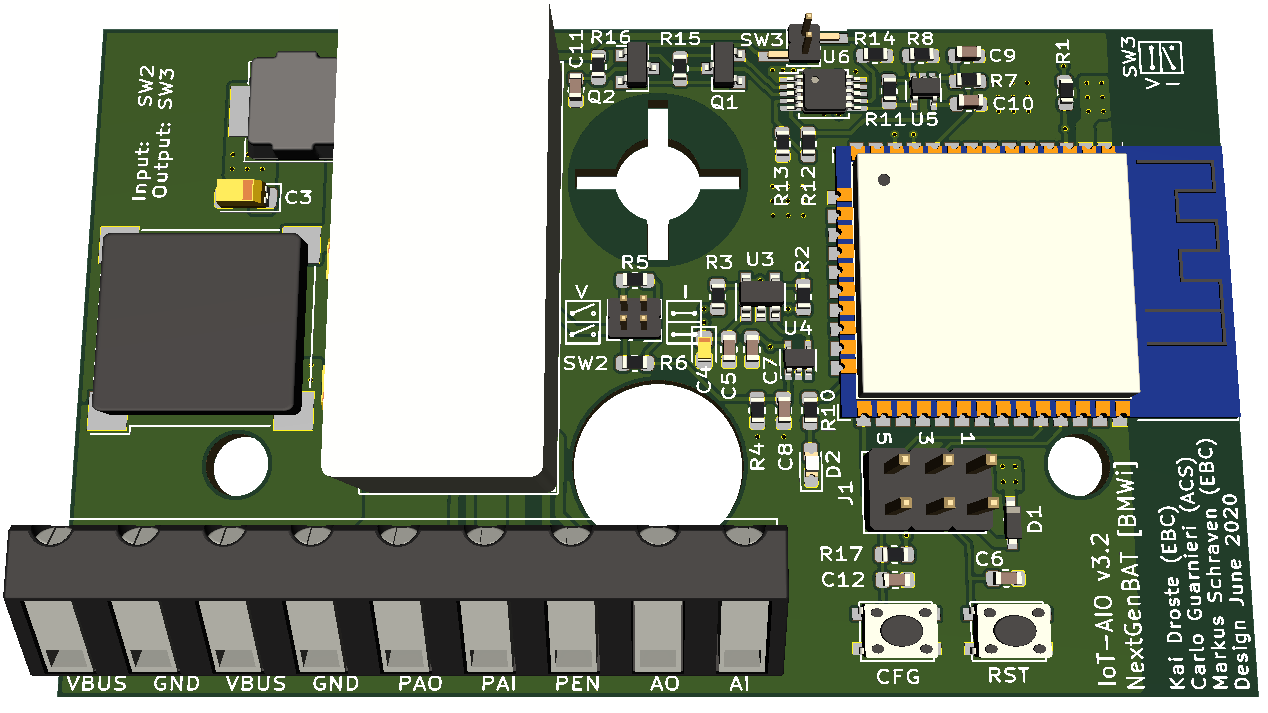 C11
R16
R15
SW3
R14
R8
U6
C9
R7
C10
R1
SW3
V
I
Q2
Q1
R11
U5
Input: SW2
Output: SW3
C3
R13
R12
R5
V
I
SW2
R6
R3
U3
R2
U4
C4
C5
C7
R4
C8
R10
D2
5
3
1
J1
D1
R17
C12
C6
CFG
RST
IoT-AIO v3.2
NextGenBAT [BMWi]
Kai Droste (EBC)
Carlo Guarnieri (ACS)
Markus Schraven (EBC)
Design June 2020
VBUS GND VBUS GND PAO PAI PEN AO AI